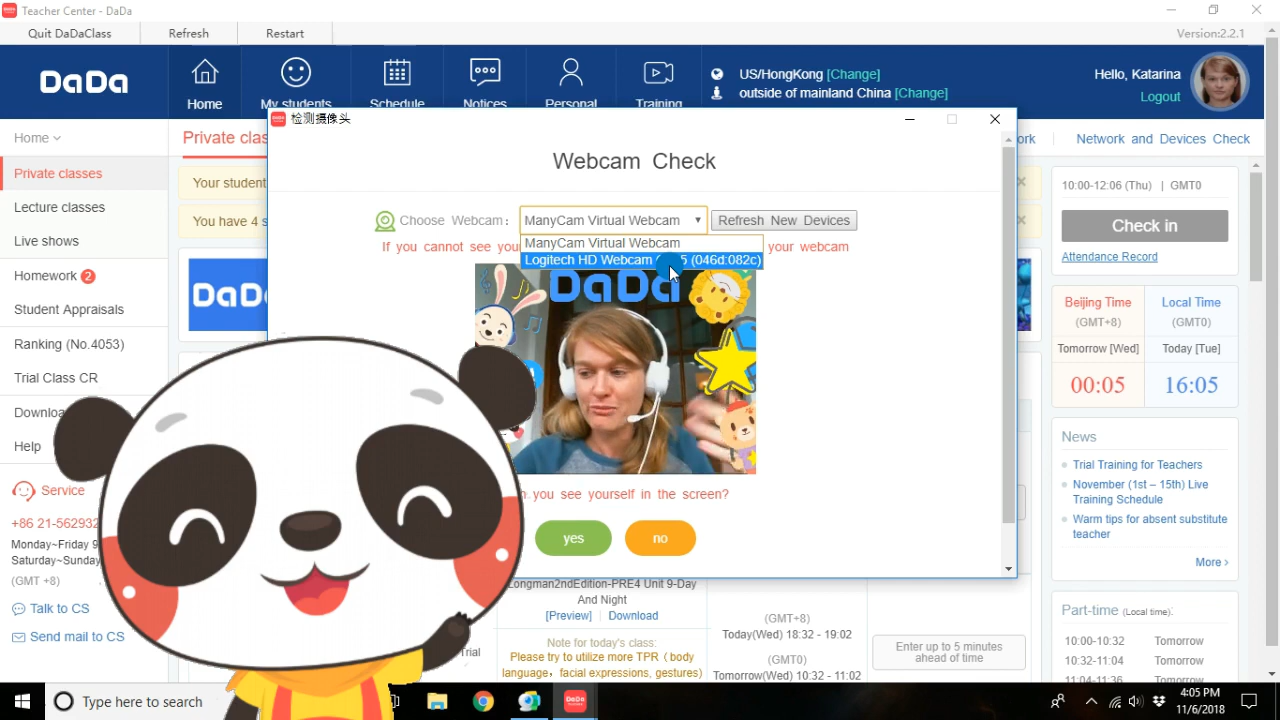 Teacher Center - DaDa
Quit DaDaClass Refresh Restart Version:2.2.1
DaDa
Home My students Schedule Notices Personal Training
US/HongKong [Change]
outside of mainland China [Change]
Hello, Katarina
Logout
检测摄像头
Home
Private classes
Lecture classes
Live shows
Homework 2
Student Appraisals
Ranking (No.4053)
Trial Class CR
Help
Service
+86 21-562932
Monday~Friday 9
Saturday~Sunday
(GMT +8)
Talk to CS
Send mail to CS
Private clas
Your student
You have 4 s
DaD
Webcam Check
Choose Webcam: ManyCam Virtual Webcam Refresh New Devices
ManyCam Virtual Webcam
Logitech HD Webcam 5 (046d:082c)
If you cannot see you your webcam
DaDa
you see yourself in the screen?
yes no
Longman2ndEdition-PRE4 Unit 9-Day
And Night
[Preview] Download
Note for today's class:
Please try to utilize more TPR ( body
language, facial expressions, gestures)
Trial
(GMT+8)
Today(Wed) 18:32 - 19:02
(GMT0)
Tomorrow(Wed) 10:32 - 11:02
Enter up to 5 minutes
ahead of time
ork Network and Devices Check
10:00-12:06 (Thu) | GMT0
Check in
Attendance Record
Beijing Time Local Time
(GMT+8) (GMT0)
Tomorrow [Wed] Today [Tue]
00:05 16:05
News
Trial Training for Teachers
November (1st – 15th) Live
Training Schedule
Warm tips for absent substitute
teacher
More ›
Part-time (Local time):
10:00-10:32 Tomorrow
10:32-11:04 Tomorrow
11:04-11:36 Tomorrow
Type here to search
DaDa
4:05 PM
11/6/2018